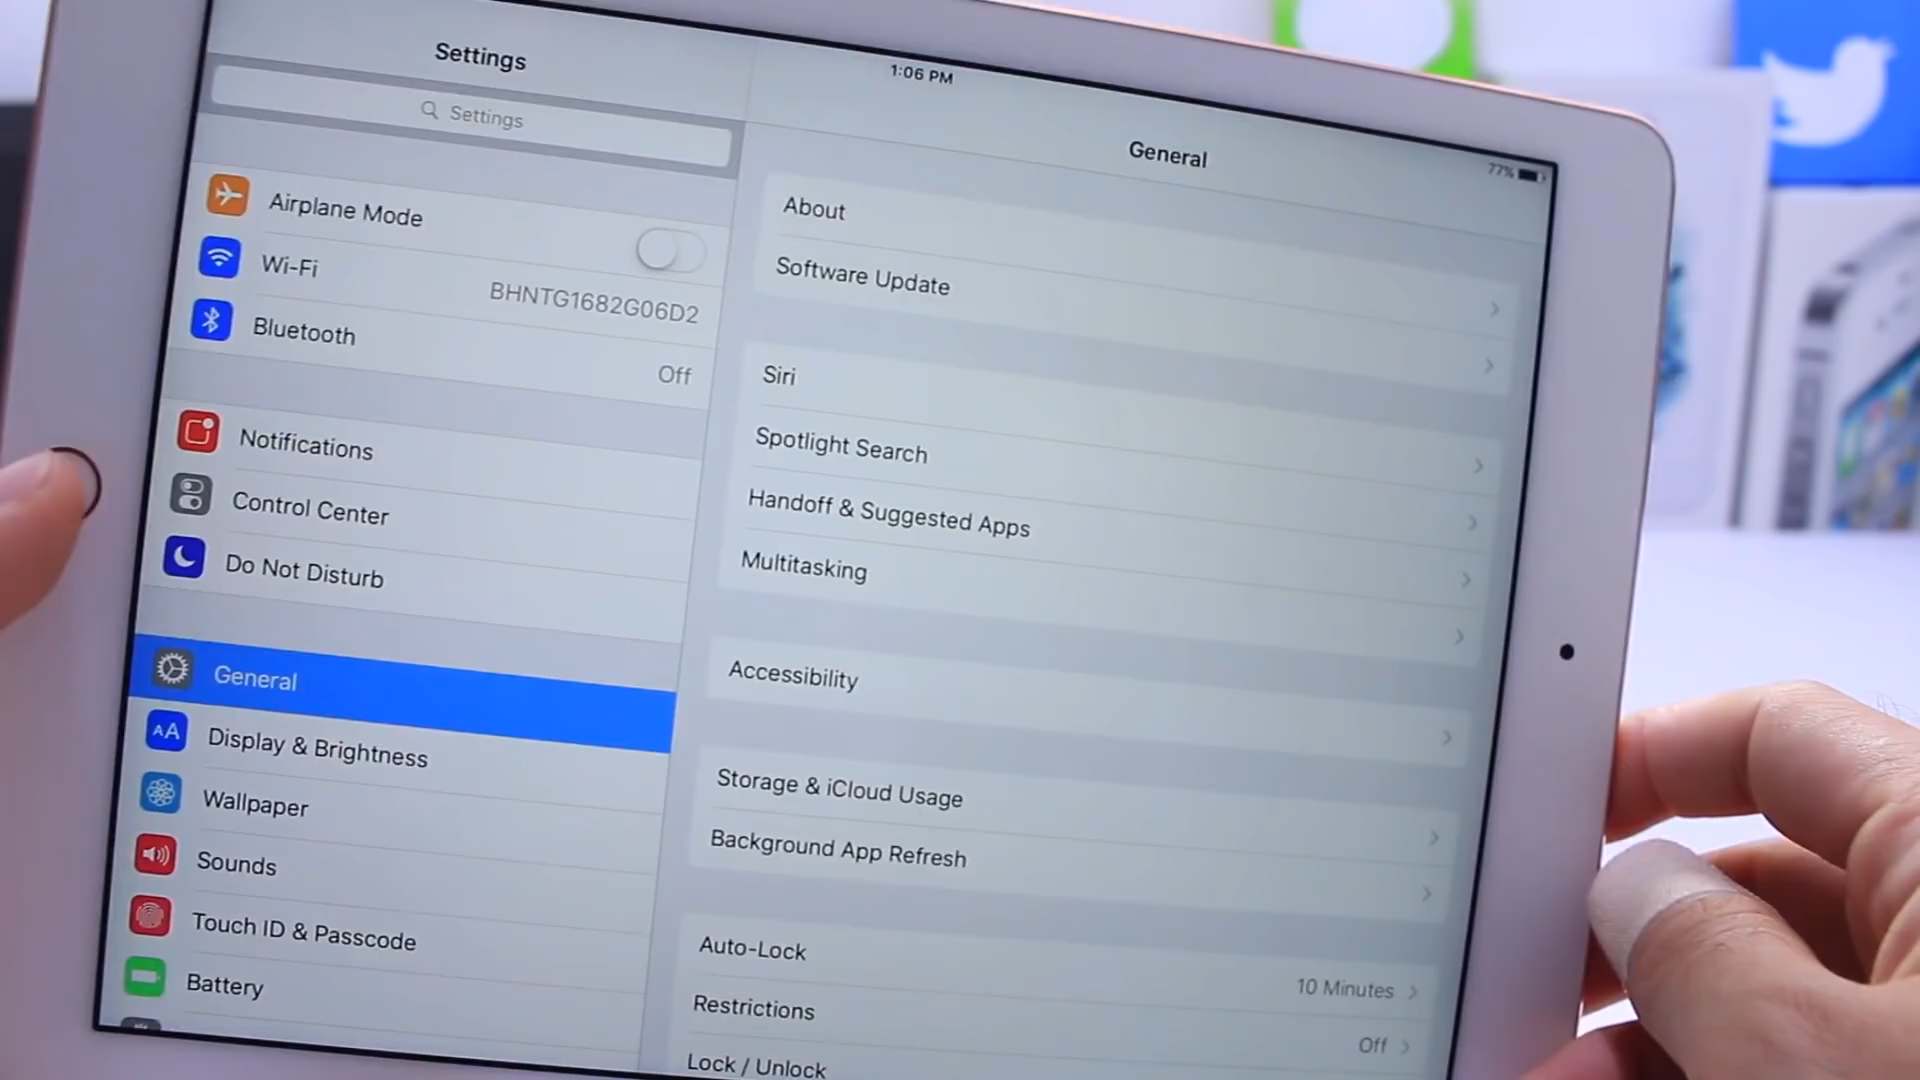 Settings
1:06 PM
77%
Settings
General
Airplane Mode
Wi-Fi
BHNTG1682G06D2
Bluetooth
Off
Notifications
Control Center
Do Not Disturb
General
AA
Display & Brightness
Wallpaper
Sounds
Touch ID & Passcode
Battery
About
Software Update
Siri
Spotlight Search
Handoff & Suggested Apps
Multitasking
Accessibility
Storage & iCloud Usage
Background App Refresh
Auto-Lock
10 Minutes
Restrictions
Off
Lock / Unlock